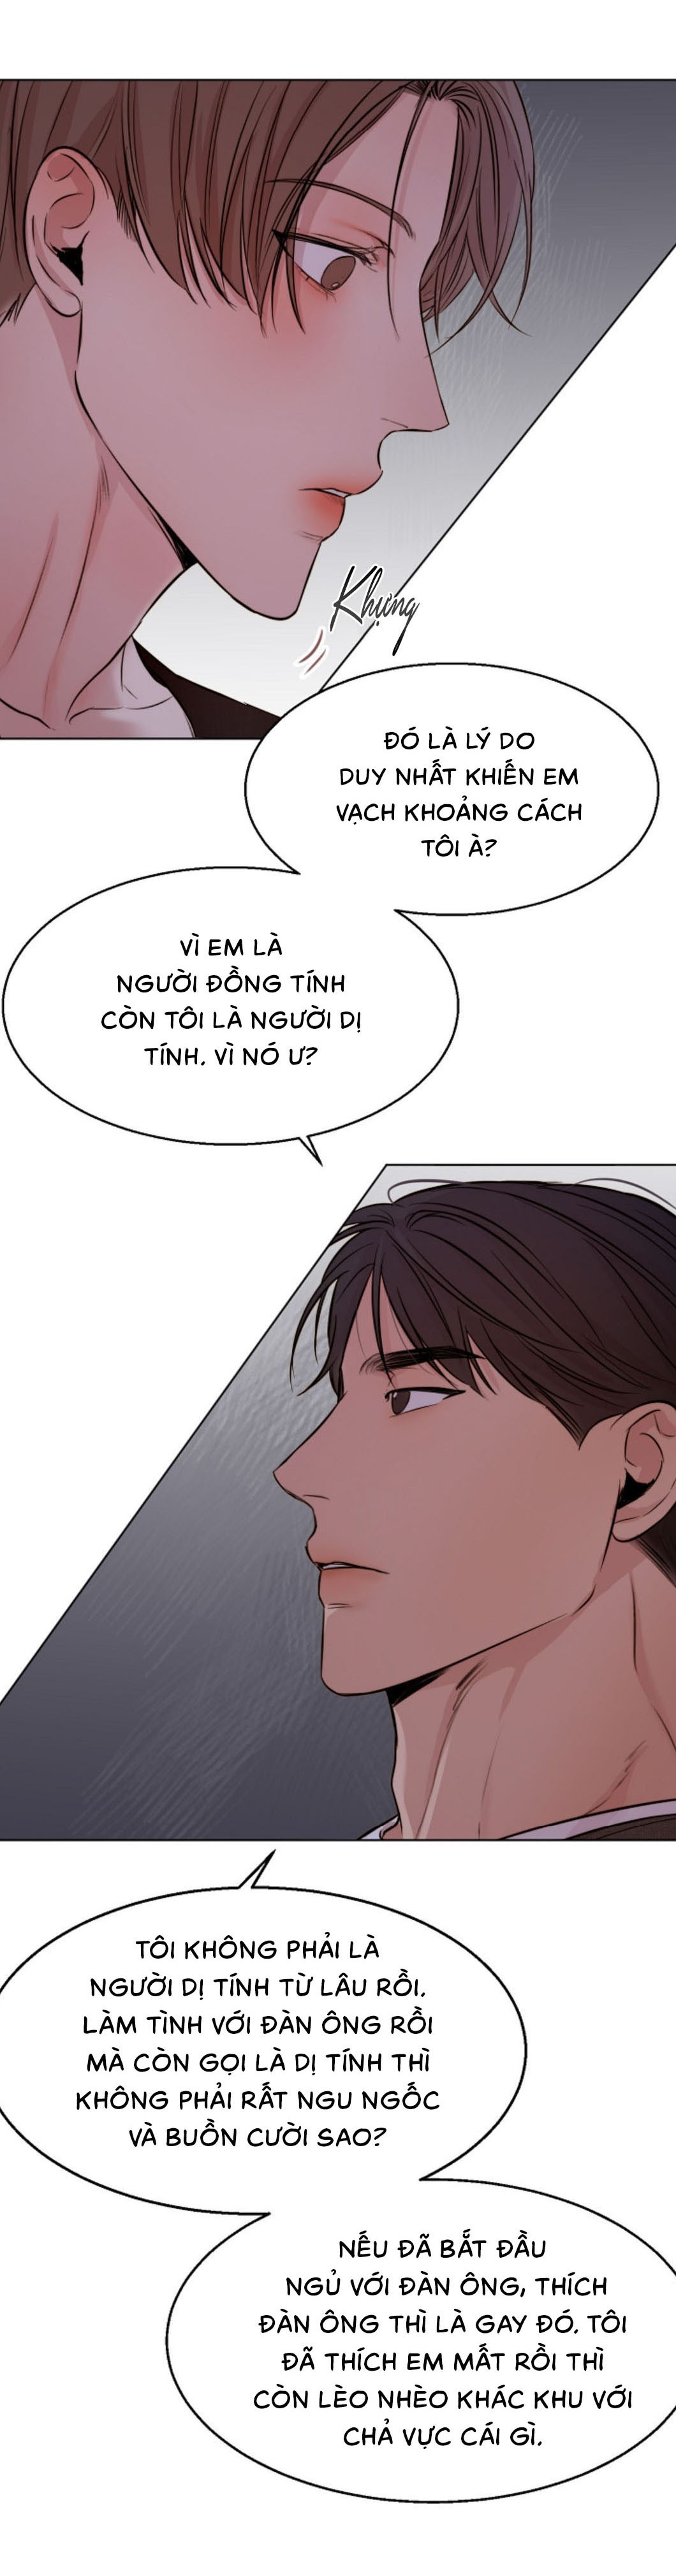 Khựng
ĐÓ LÀ LÝ DO
DUY NHẤT KHIẾN EM
VẠCH KHOẢNG CÁCH
TÔI À?
VÌ EM LÀ
NGƯỜI ĐỒNG TÍNH
CÒN TÔI LÀ NGƯỜI DỊ
TÍNH. VÌ NÓ Ư?
TÔI KHÔNG PHẢI LÀ
NGƯỜI DỊ TÍNH TỪ LÂU RỒI.
LÀM TÌNH VỚI ĐÀN ÔNG RỒI
MÀ CÒN GỌI LÀ DỊ TÍNH THÌ
KHÔNG PHẢI RẤT NGU NGỐC
VÀ BUỒN CƯỜI SAO?
NẾU ĐÃ BẮT ĐẦU
NGỦ VỚI ĐÀN ÔNG, THÍCH
ĐÀN ÔNG THÌ LÀ GAY ĐÓ. TÔI
ĐÃ THÍCH EM MẤT RỒI THÌ
CÒN LÈO NHÈO KHÁC KHU VỚI
CHẢ VỰC CÁI GÌ.